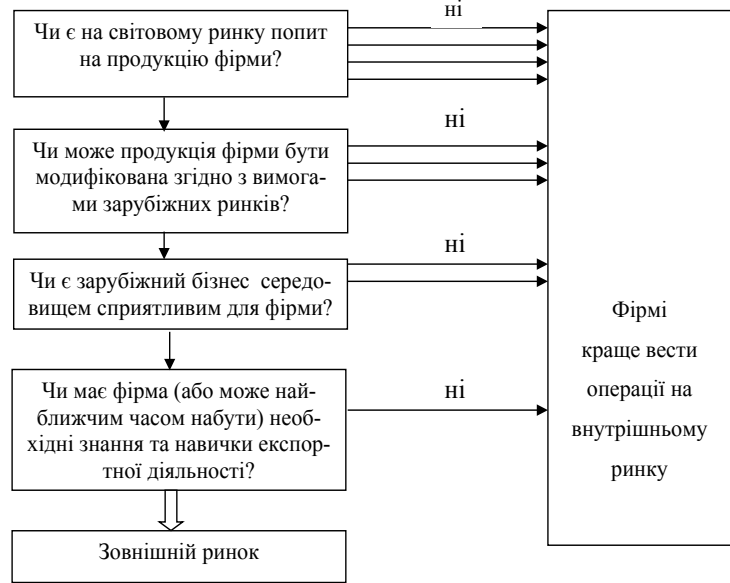 ні
Чи є на світовому ринку попит
на продукцію фірми?
ні
Чи може продукція фірми бути
модифікована згідно з вимога-
ми зарубіжних ринків?
ні
Чи є зарубіжний бізнес середо-
вищем сприятливим для фірми?
Фірмі
краще вести
операції на
внутрішньому
ринку
Чи має фірма (або може най-
ближчим часом набути) необ-
хідні знання та навички експор-
тної діяльності?
ні
Зовнішній ринок